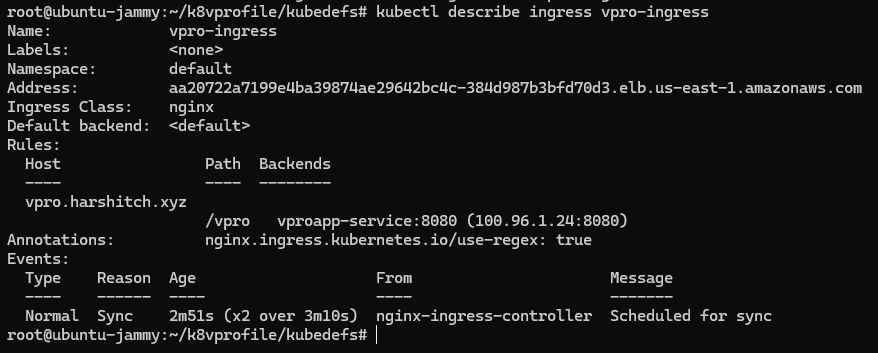 root@ubuntu-jammy:~/k8vprofile/kubedefs# kubectl describe ingress vpro-ingress
Name:             vpro-ingress
Labels:           <none>
Namespace:        default
Address:          aa20722a7199e4ba39874ae29642bc4c-384d987b3bfd70d3.elb.us-east-1.amazonaws.com
Ingress Class:    nginx
Default backend:  <default>
Rules:
  Host                Path  Backends
  ----                ----  --------
  vpro.harshitch.xyz
                      /vpro   vproapp-service:8080 (100.96.1.24:8080)
Annotations:          nginx.ingress.kubernetes.io/use-regex: true
Events:
  Type    Reason  Age                    From                      Message
  ----    ------  ----                   ----                      -------
  Normal  Sync    2m51s (x2 over 3m10s)  nginx-ingress-controller  Scheduled for sync
root@ubuntu-jammy:~/k8vprofile/kubedefs#